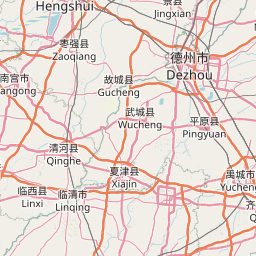 Hengshui
景县
Jingxian
枣强县
Zaoqiang
德州市
Dezhou
故城县
Gucheng
南宫市
武城县
Wucheng
平原县
Pingyuan
清河县
Qinghe
夏津县
Xiajin
禹城市
Yucheng
临西县
Linxi
临清市
Linqing